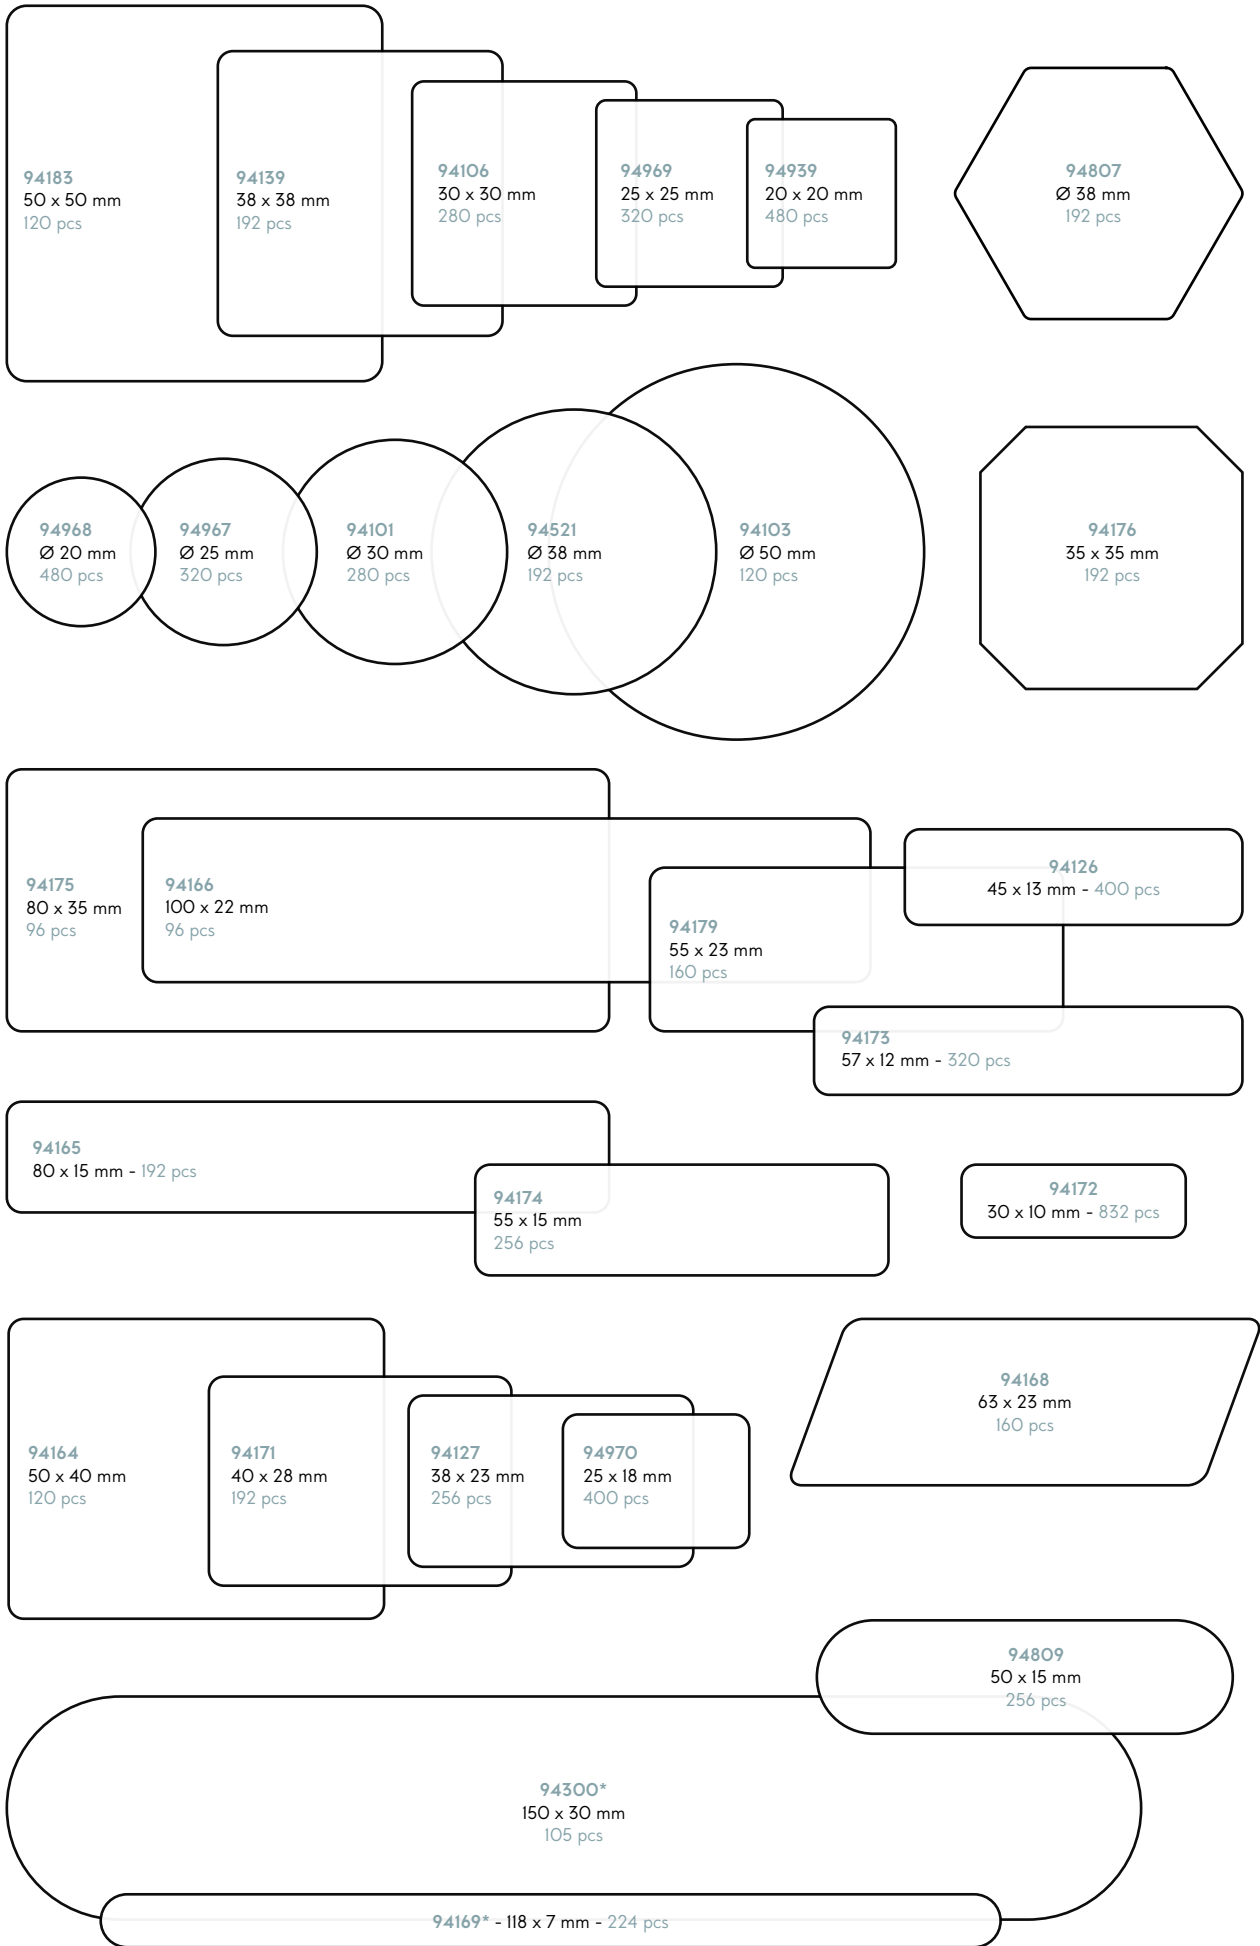 94183
50 x 50 mm
120 pcs
94139
38 x 38 mm
192 pcs
94106
30 x 30 mm
280 pcs
94969
25 x 25 mm
320 pcs
94939
20 x 20 mm
480 pcs
94807
Ø 38 mm
192 pcs
94968
Ø 20 mm
480 pcs
94967
Ø 25 mm
320 pcs
94101
Ø 30 mm
280 pcs
94521
Ø 38 mm
192 pcs
94103
Ø 50 mm
120 pcs
94176
35 x 35 mm
192 pcs
94175
80 x 35 mm
96 pcs
94166
100 x 22 mm
96 pcs
94179
55 x 23 mm
160 pcs
94126
45 x 13 mm - 400 pcs
94173
57 x 12 mm - 320 pcs
94165
80 x 15 mm - 192 pcs
94174
55 x 15 mm
256 pcs
94172
30 x 10 mm - 832 pcs
94164
50 x 40 mm
120 pcs
94171
40 x 28 mm
192 pcs
94127
38 x 23 mm
256 pcs
94970
25 x 18 mm
400 pcs
94168
63 x 23 mm
160 pcs
94809
50 x 15 mm
256 pcs
94300*
150 x 30 mm
105 pcs
94169* - 118 x 7 mm - 224 pcs